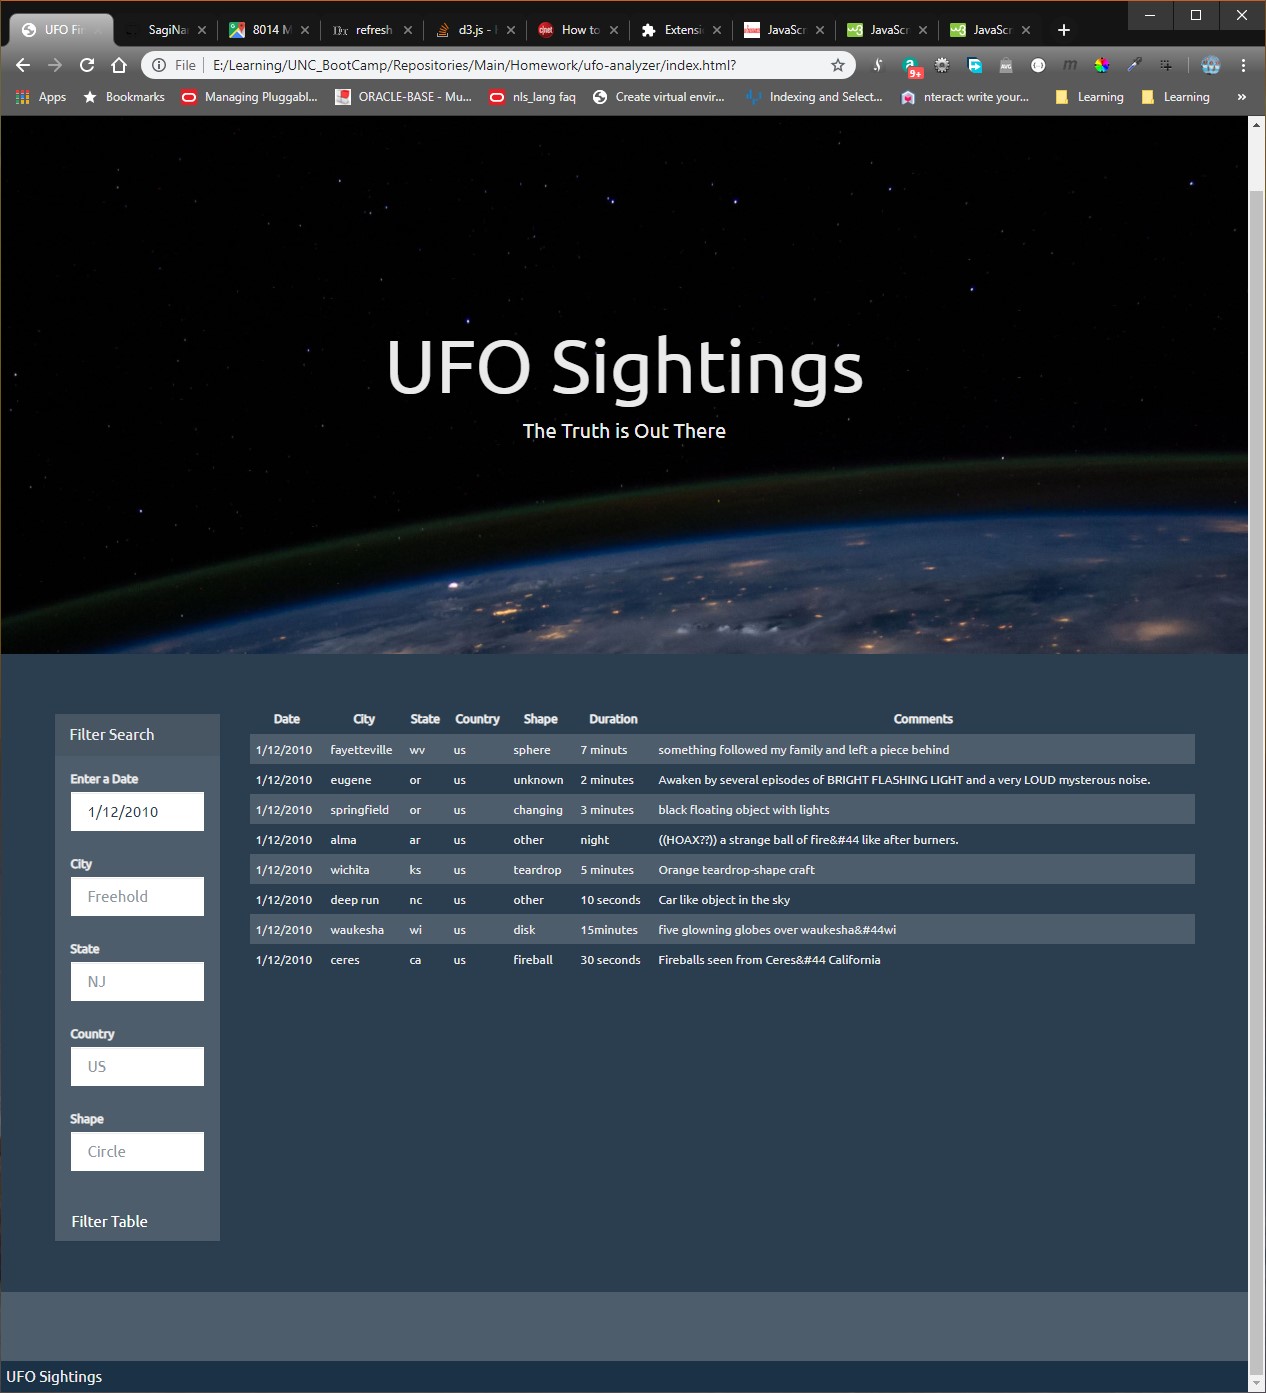 UFO Fi
SagiNa
8014 M
refresh
d3.js -
How to
Extensi
JavaScr
JavaScr
JavaScr
File
E:/Learning/UNC_BootCamp/Repositories/Main/Homework/ufo-analyzer/index.html?
9+
Apps
Bookmarks
Managing Pluggabl...
ORACLE-BASE - Mu...
nls_lang faq
Create virtual envir...
Indexing and Select...
nteract: write your...
Learning
Learning
»
UFO Sightings
The Truth is Out There
Filter Search
Enter a Date
1/12/2010
City
Freehold
State
NJ
Country
US
Shape
Circle
Filter Table
Date City State Country Shape Duration Comments
1/12/2010 fayetteville wv us sphere 7 minuts something followed my family and left a piece behind
1/12/2010 eugene or us unknown 2 minutes Awaken by several episodes of BRIGHT FLASHING LIGHT and a very LOUD mysterous noise.
1/12/2010 springfield or us changing 3 minutes black floating object with lights
1/12/2010 alma ar us other night ((HOAX??)) a strange ball of fire&#44 like after burners.
1/12/2010 wichita ks us teardrop 5 minutes Orange teardrop-shape craft
1/12/2010 deep run nc us other 10 seconds Car like object in the sky
1/12/2010 waukesha wi us disk 15minutes five glowning globes over waukesha&#44wi
1/12/2010 ceres ca us fireball 30 seconds Fireballs seen from Ceres&#44 California
UFO Sightings